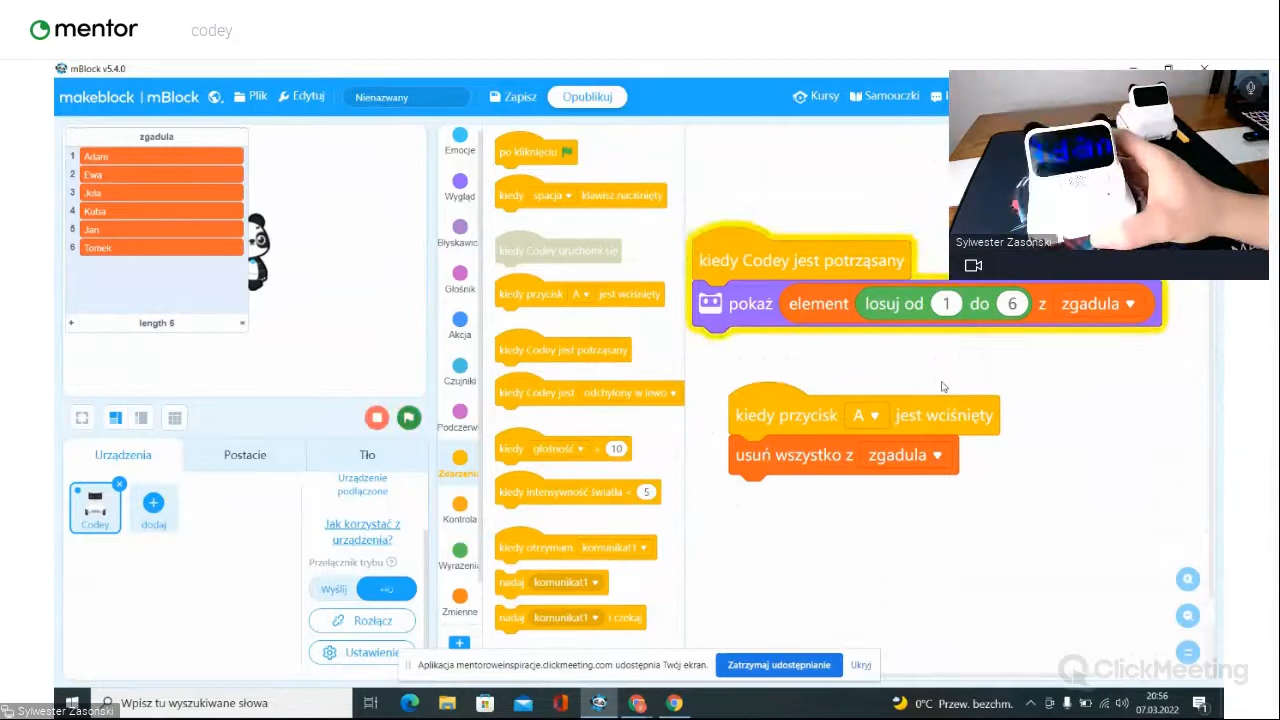 mentor codey
mBlock v5.4.0
makeblock | mBlock Plik Edytuj Nienazwany Zapisz Opublikuj Kursy Samouczki
zgadula
1 Adam
2 Ewa
3 Jola
4 Kuba
5 Jan
6 Tomek
+ length 6 =
Emocje
Wygląd
Błyskawic
Głośnik
Akcja
Czujniki
Podczerw
Zdarzenia
Kontrola
Wyrażenia
Zmienne
po kliknięciu
kiedy spacja klawisz naciśnięty
kiedy Codey uruchomi się
kiedy przycisk A jest wciśnięty
kiedy Codey jest potrząsany
kiedy Codey jest odchylony w lewo
kiedy głośność > 10
kiedy intensywność światła < 5
kiedy otrzymam komunikat1
nadaj komunikat1
nadaj komunikat1 i czekaj
kiedy Codey jest potrząsany
pokaż element losuj od 1 do 6 z zgadula
kiedy przycisk A jest wciśnięty
usuń wszystko z zgadula
Sylwester Zasoński
Urządzenia Postacie Tło
Codey
dodaj
Urządzenie
podłączone
Jak korzystać z
urządzenia?
Przełącznik trybu
Wyślij
Rozłącz
Ustawienie
Aplikacja mentoroweinspiracje.clickmeeting.com udostępnia Twój ekran. Zatrzymaj udostępnianie Ukryj
ClickMeeting
Wpisz tu wyszukiwane słowa
0°C Przew. bezchm.
20:56
07.03.2022
1
Sylwester Zasoński